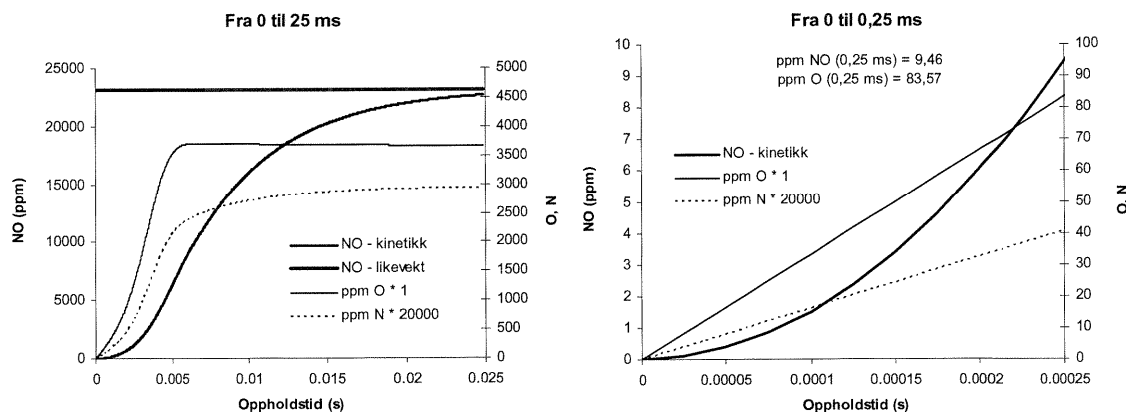 Fra 0 til 25 ms
NO (ppm)
25000
20000
15000
10000
5000
0
5000
4500
4000
3500
3000
2500
2000
1500
1000
500
0
O, N
NO - kinetikk
NO - likevekt
ppm O * 1
ppm N * 20000
0 0.005 0.01 0.015 0.02 0.025
Oppholdstid (s)
Fra 0 til 0,25 ms
NO (ppm)
10
9
8
7
6
5
4
3
2
1
0
100
90
80
70
60
50
40
30
20
10
0
O, N
ppm NO (0,25 ms) = 9,46
ppm O (0,25 ms) = 83,57
NO - kinetikk
ppm O * 1
ppm N * 20000
0 0.00005 0.0001 0.00015 0.0002 0.00025
Oppholdstid (s)